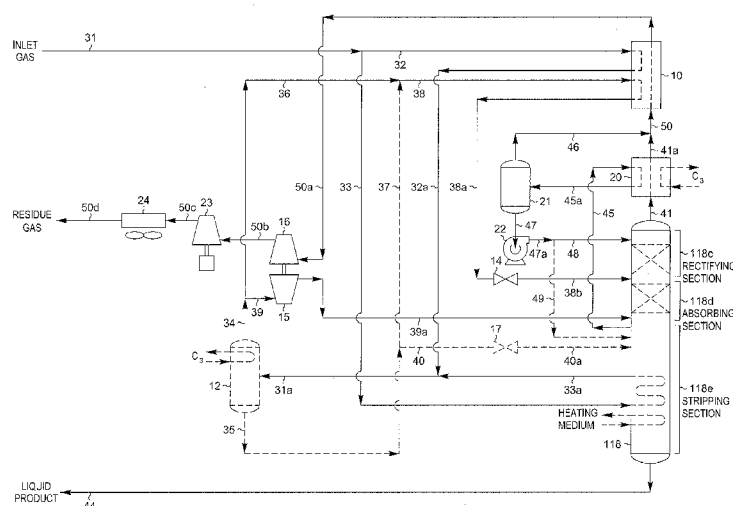 INLET
GAS
31
32
10
36
38
50
46
41a
C3
20
50a
33
37
32a
38a
21
45a
45
41
50d
24
50c
23
50b
16
RESIDUE
GAS
47
22
47a
48
118c
RECTIFYING
SECTION
14
38b
118d
ABSORBING
SECTION
49
34
39
15
39a
17
40
40a
C3
12
31a
33a
118e
STRIPPING
SECTION
HEATING
MEDIUM
35
118
LIQUID
PRODUCT
44